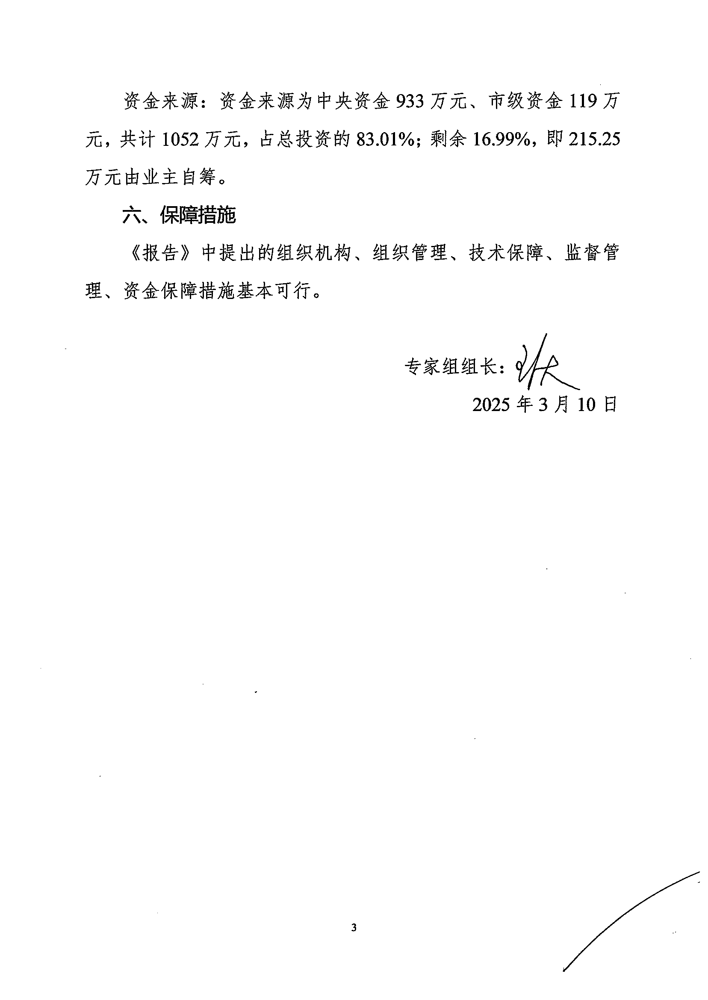 资金来源：资金来源为中央资金 933 万元、市级资金 119 万
元，共计 1052 万元，占总投资的 83.01%；剩余 16.99%，即 215.25
万元由业主自筹。
六、保障措施
《报告》中提出的组织机构、组织管理、技术保障、监督管
理、资金保障措施基本可行。
专家组组长：
2025 年 3 月 10 日
3